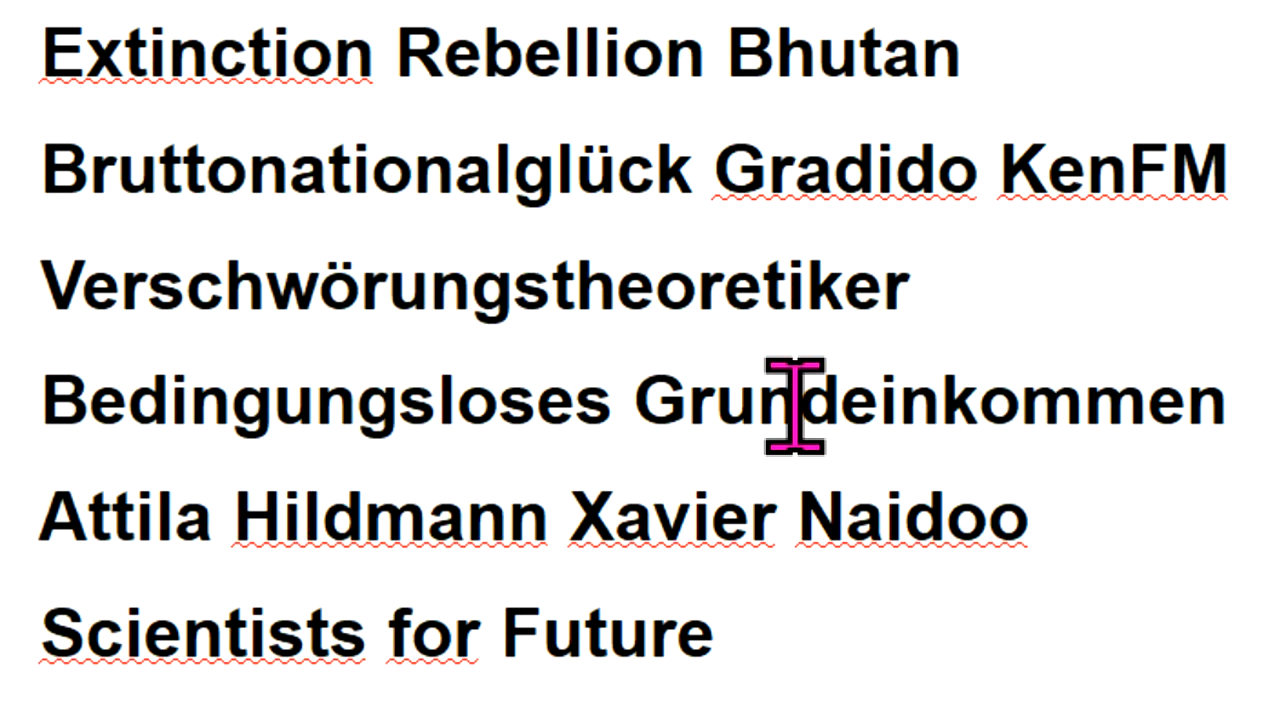 Extinction Rebellion Bhutan
Bruttonationalglück Gradido KenFM
Verschwörungstheoretiker
Bedingungsloses Grundeinkommen
Attila Hildmann Xavier Naidoo
Scientists for Future